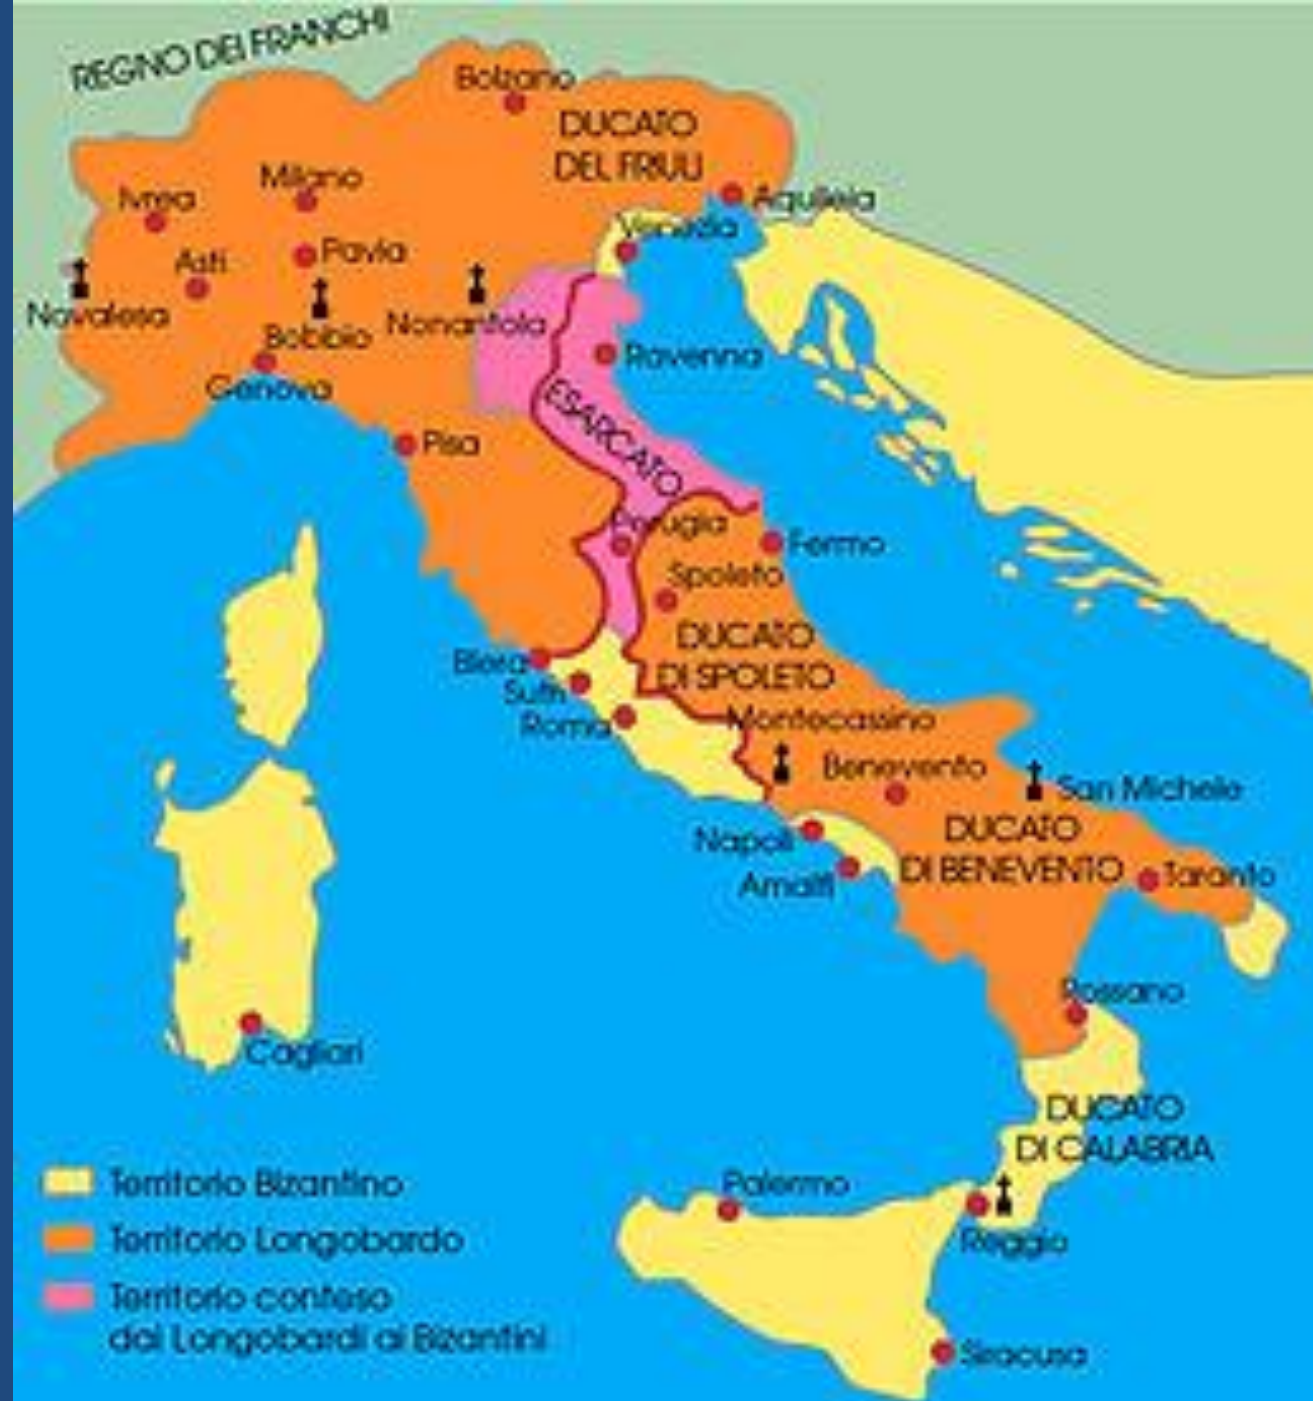 REGNO DEI FRANCHI
Bolzano
DUCATO
DEL FRIULI
Milano
Ivrea
Aquileia
Venezia
Pavia
Asti
Novalesa
Bobbio
Nonantola
Ravenna
Genova
ESARCATO
Pisa
Perugia
Fermo
Spoleto
DUCATO
DI SPOLETO
Blera
Sutri
Roma
Montecassino
Benevento
San Michele
DUCATO
DI BENEVENTO
Napoli
Amalfi
Taranto
Rossano
Cagliari
DUCATO
DI CALABRIA
Palermo
Reggio
Siracusa
Territorio Bizantino
Territorio Longobardo
Territorio conteso
dai Longobardi ai Bizantini